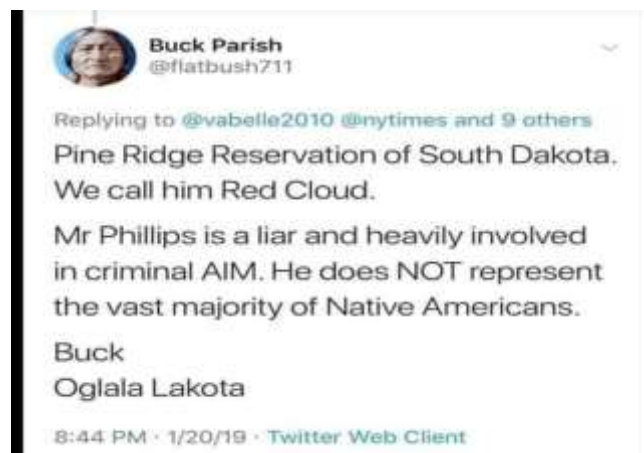 Buck Parish
@flatbush711
Replying to @vabelle2010 @nytimes and 9 others
Pine Ridge Reservation of South Dakota.
We call him Red Cloud.
Mr Phillips is a liar and heavily involved
in criminal AIM. He does NOT represent
the vast majority of Native Americans.
Buck
Oglala Lakota
8:44 PM · 1/20/19 · Twitter Web Client